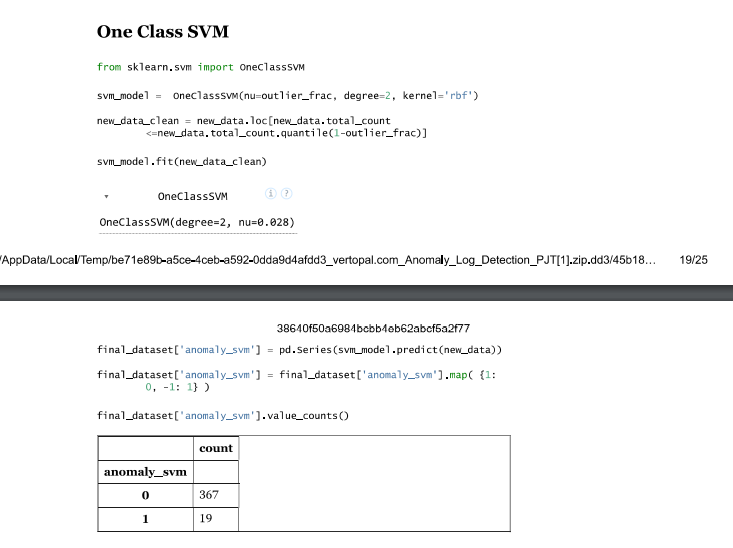 One Class SVM
from sklearn.svm import OneClassSVM
svm_model =  OneClassSVM(nu=outlier_frac, degree=2, kernel='rbf')
new_data_clean = new_data.loc[new_data.total_count
<=new_data.total_count.quantile(1-outlier_frac)]
svm_model.fit(new_data_clean)
▾ OneClassSVM i ?
OneClassSVM(degree=2, nu=0.028)
/AppData/Local/Temp/be71e89b-a5ce-4ceb-a592-0dda9d4afdd3_vertopal.com_Anomaly_Log_Detection_PJT[1].zip.dd3/45b18… 19/25
38640f50a6984bcbb4eb62abcf5a2f77
final_dataset['anomaly_svm'] = pd.Series(svm_model.predict(new_data))
final_dataset['anomaly_svm'] = final_dataset['anomaly_svm'].map( {1:
0, -1: 1} )
final_dataset['anomaly_svm'].value_counts()
count
anomaly_svm
0 367
1 19